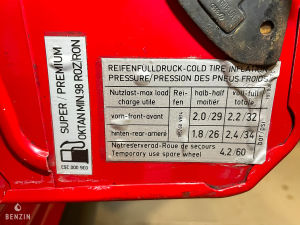 SUPER / PREMIUM
OKTAN MIN.98 ROZ/RON
REIFENFULLDRUCK-COLD TIRE INFLATION
PRESSURE/PRESSION DES PNEUS FROIDS
Nutzlast-max load Rei- halb-half voll-full
charge utile fen moitier totale
vorn-front-avant 2.0/29 2.2/32
hinten-rear-arrière 1.8/26 2.4/34
Notreserverad-Roue de secours
Temporary use spare wheel 4.2/60
BAR/PSI
BENZIN